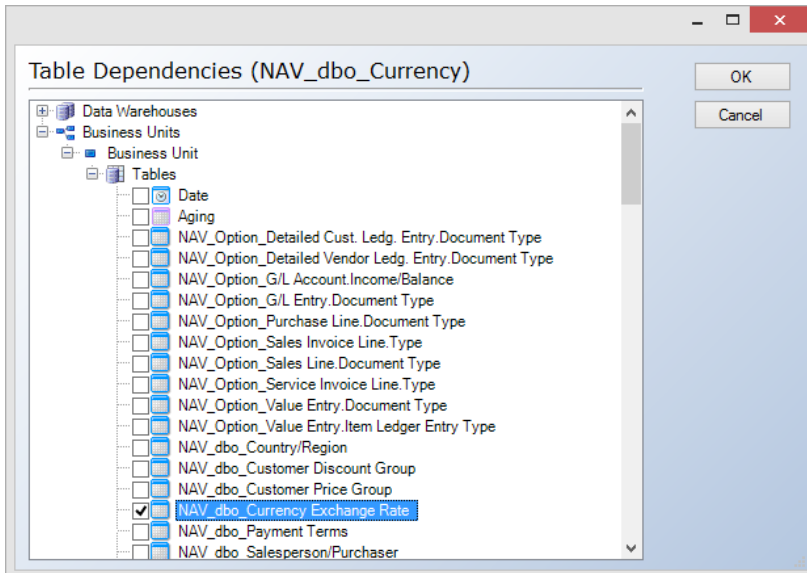 Table Dependencies (NAV_dbo_Currency)
OK
Cancel
Data Warehouses
Business Units
Business Unit
Tables
Date
Aging
NAV_Option_Detailed Cust. Ledg. Entry.Document Type
NAV_Option_Detailed Vendor Ledg. Entry.Document Type
NAV_Option_G/L Account.Income/Balance
NAV_Option_G/L Entry.Document Type
NAV_Option_Purchase Line.Document Type
NAV_Option_Sales Invoice Line.Type
NAV_Option_Sales Line.Document Type
NAV_Option_Service Invoice Line.Type
NAV_Option_Value Entry.Document Type
NAV_Option_Value Entry.Item Ledger Entry Type
NAV_dbo_Country/Region
NAV_dbo_Customer Discount Group
NAV_dbo_Customer Price Group
NAV_dbo_Currency Exchange Rate
NAV_dbo_Payment Terms
NAV_dbo_Salesperson/Purchaser